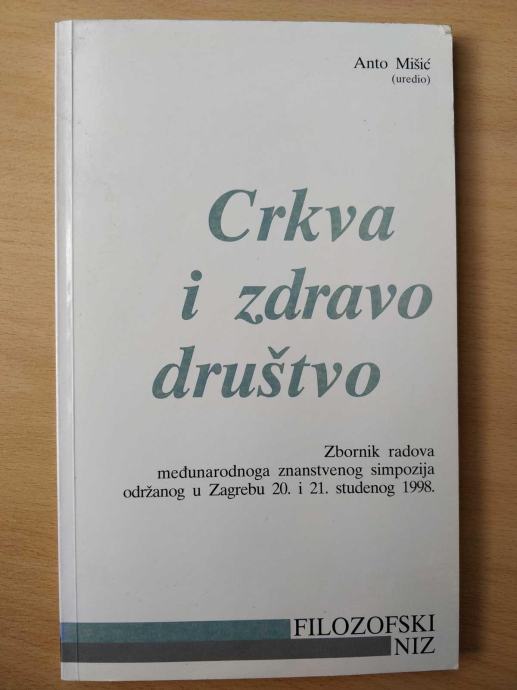 Anto Mišić
(uredio)
Crkva
i zdravo
društvo
Zbornik radova
međunarodnoga znanstvenog simpozija
održanog u Zagrebu 20. i 21. studenog 1998.
FILOZOFSKI
NIZ